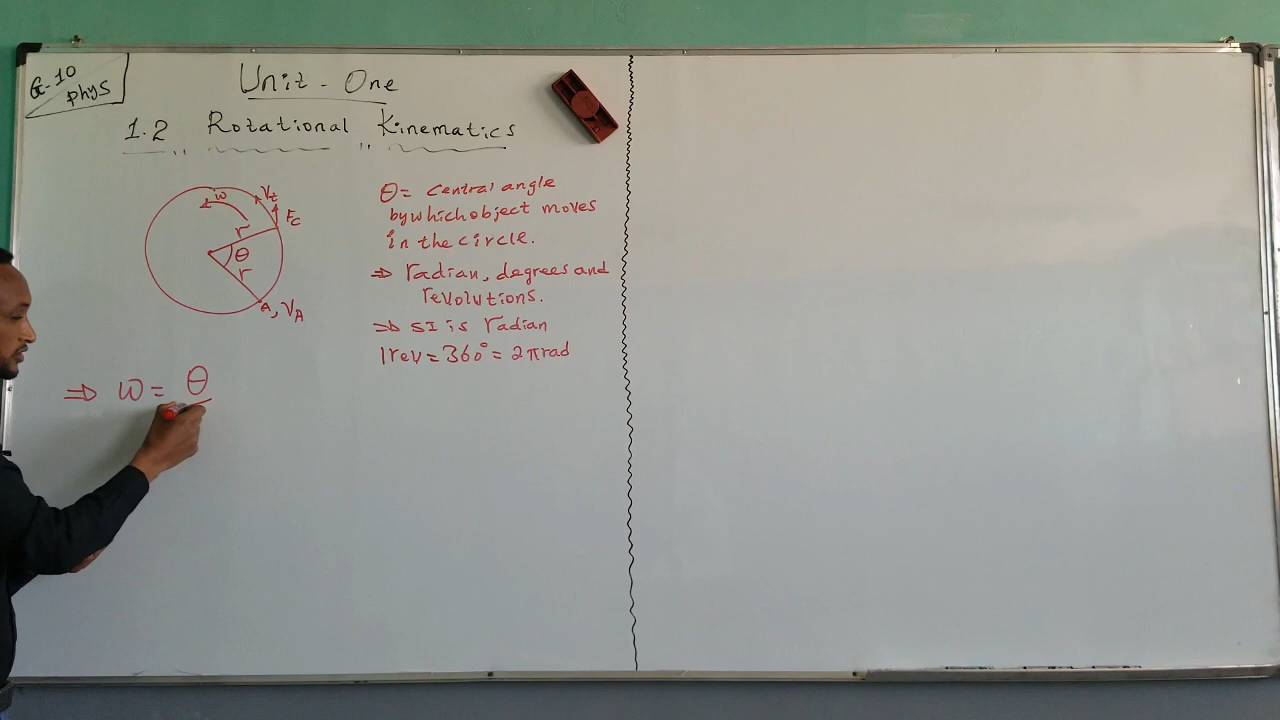 G-10
phys
Unit - One
1.2 Rotational Kinematics
w
Vt
Fc
r
θ
r
A, VA
θ= central angle
by which object moves
in the circle.
⇒ radian, degrees and
revolutions.
⇒ SI is radian
1rev = 360° = 2πrad
⇒ w = θ